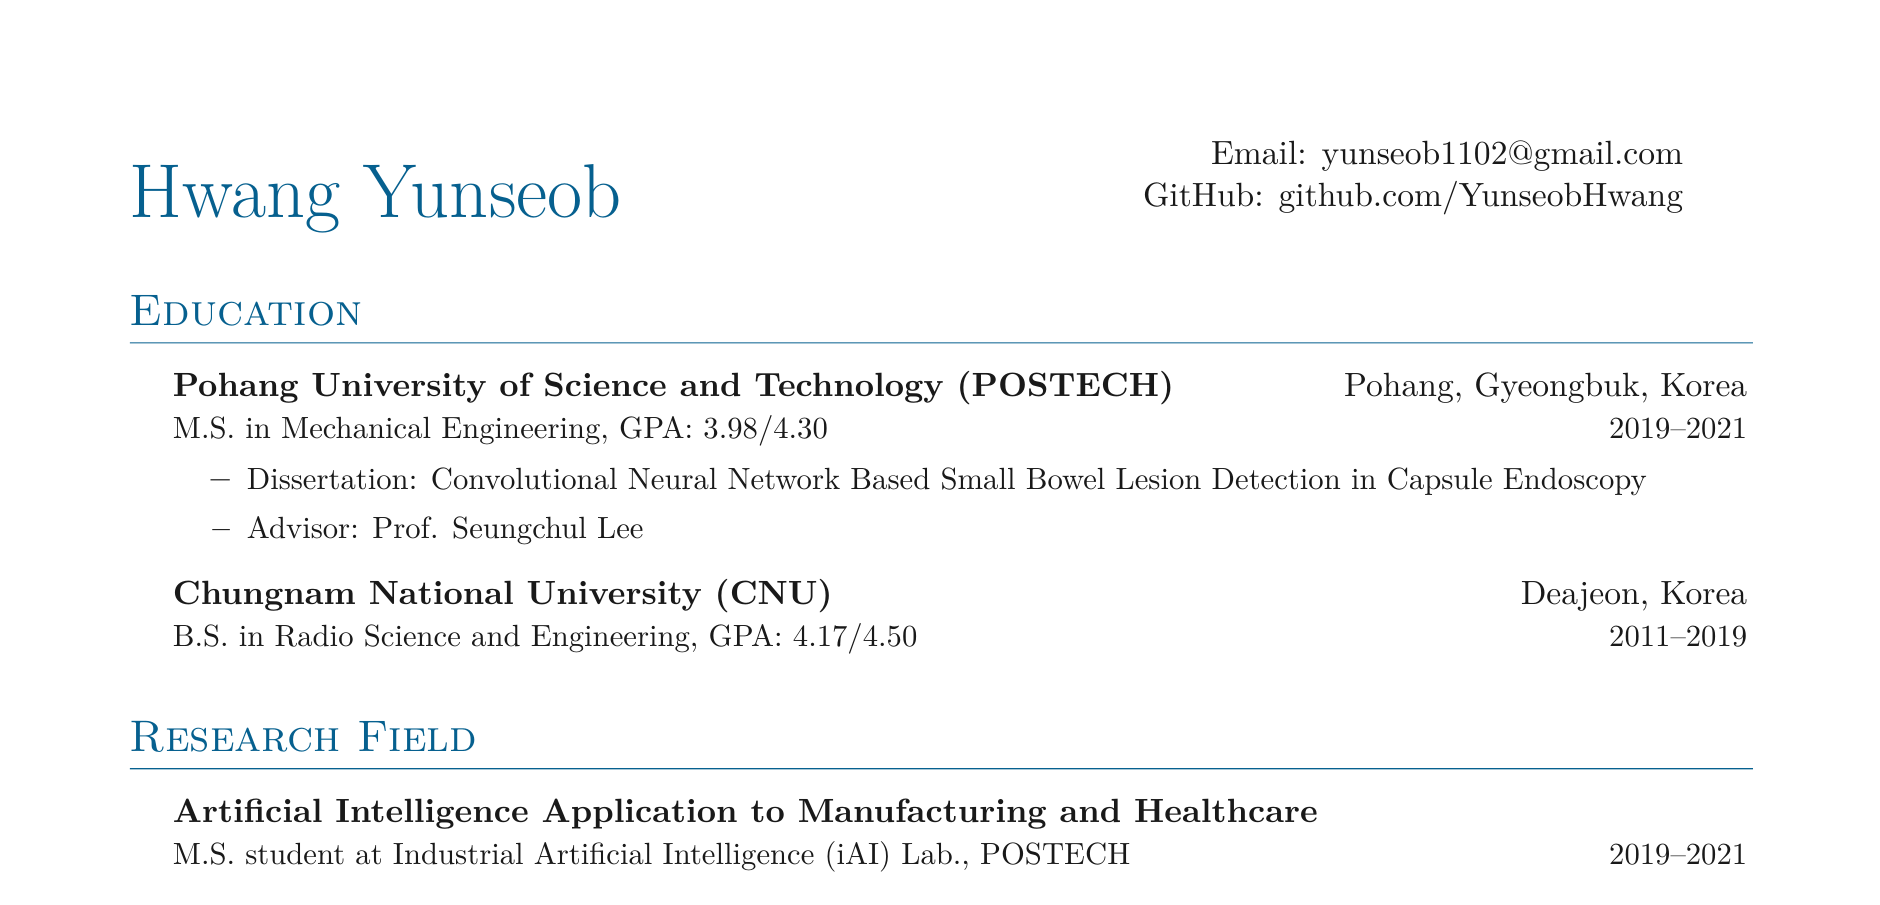 Hwang Yunseob
Email: yunseob1102@gmail.com
GitHub: github.com/YunseobHwang
Education
Pohang University of Science and Technology (POSTECH) Pohang, Gyeongbuk, Korea
M.S. in Mechanical Engineering, GPA: 3.98/4.30 2019–2021
– Dissertation: Convolutional Neural Network Based Small Bowel Lesion Detection in Capsule Endoscopy
– Advisor: Prof. Seungchul Lee
Chungnam National University (CNU) Deajeon, Korea
B.S. in Radio Science and Engineering, GPA: 4.17/4.50 2011–2019
Research Field
Artificial Intelligence Application to Manufacturing and Healthcare
M.S. student at Industrial Artificial Intelligence (iAI) Lab., POSTECH 2019–2021